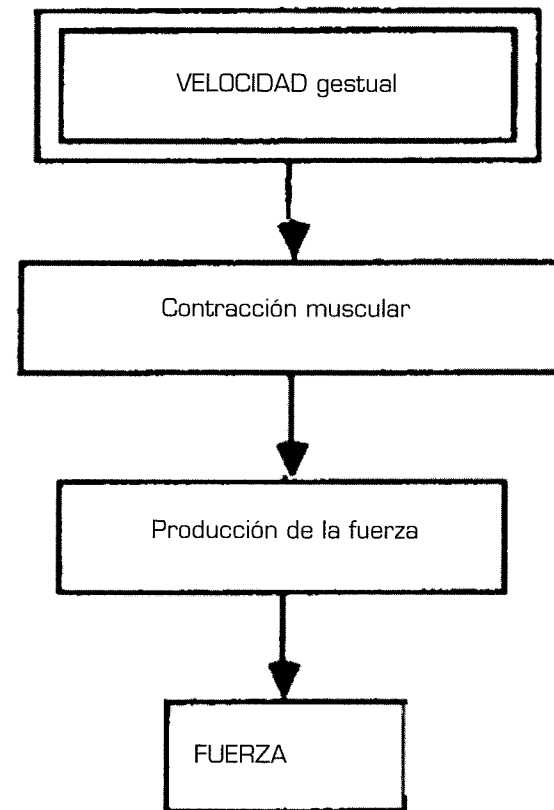 VELOCIDAD gestual
Contracción muscular
Producción de la fuerza
FUERZA